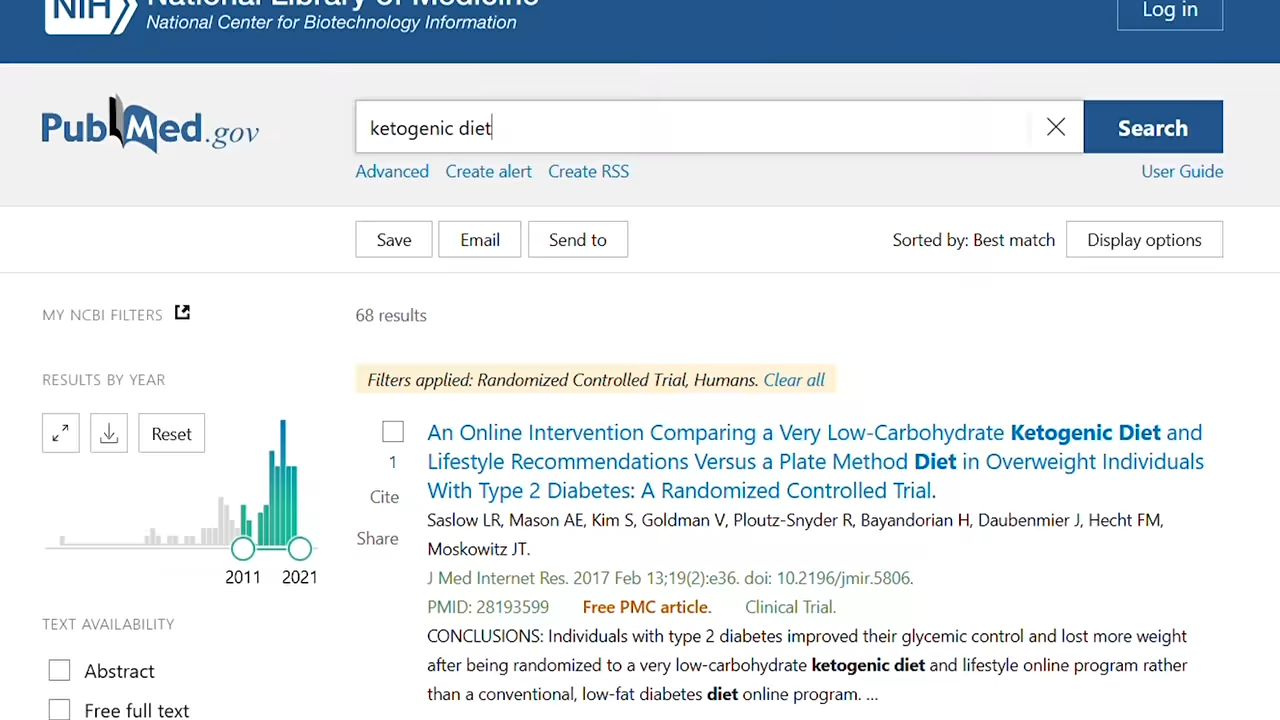 NIH National Library of Medicine
National Center for Biotechnology Information
Log in
PubMed.gov
ketogenic diet
Search
Advanced Create alert Create RSS
User Guide
Save Email Send to
Sorted by: Best match Display options
MY NCBI FILTERS
68 results
RESULTS BY YEAR
Filters applied: Randomized Controlled Trial, Humans. Clear all
Reset
2011 2021
TEXT AVAILABILITY
Abstract
Free full text
1
Cite
Share
An Online Intervention Comparing a Very Low-Carbohydrate Ketogenic Diet and
Lifestyle Recommendations Versus a Plate Method Diet in Overweight Individuals
With Type 2 Diabetes: A Randomized Controlled Trial.
Saslow LR, Mason AE, Kim S, Goldman V, Ploutz-Snyder R, Bayandorian H, Daubenmier J, Hecht FM,
Moskowitz JT.
J Med Internet Res. 2017 Feb 13;19(2):e36. doi: 10.2196/jmir.5806.
PMID: 28193599 Free PMC article. Clinical Trial.
CONCLUSIONS: Individuals with type 2 diabetes improved their glycemic control and lost more weight
after being randomized to a very low-carbohydrate ketogenic diet and lifestyle online program rather
than a conventional, low-fat diabetes diet online program. ...